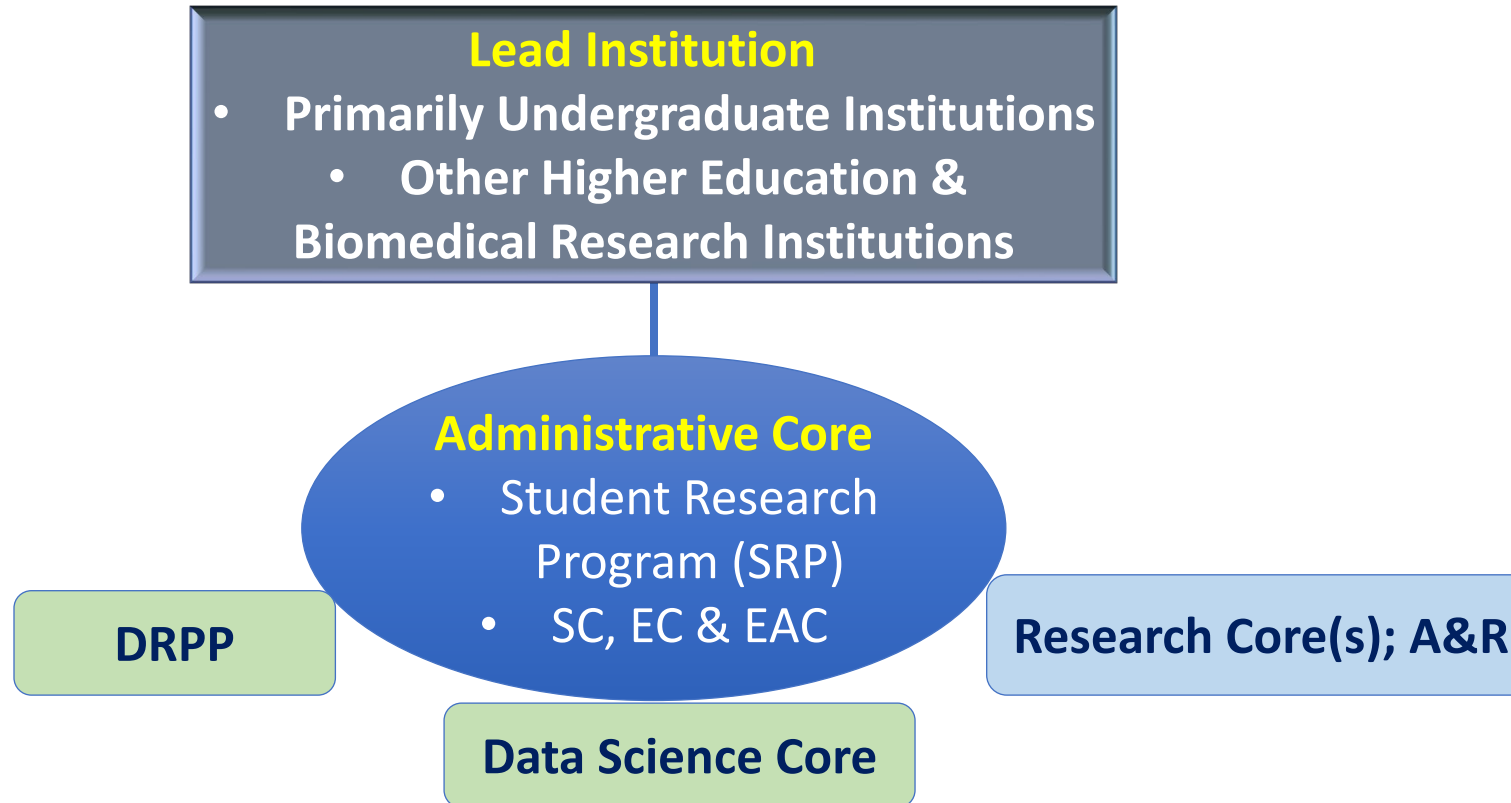 Lead Institution
• Primarily Undergraduate Institutions
• Other Higher Education &
Biomedical Research Institutions
Administrative Core
• Student Research
Program (SRP)
• SC, EC & EAC
DRPP
Research Core(s); A&R
Data Science Core